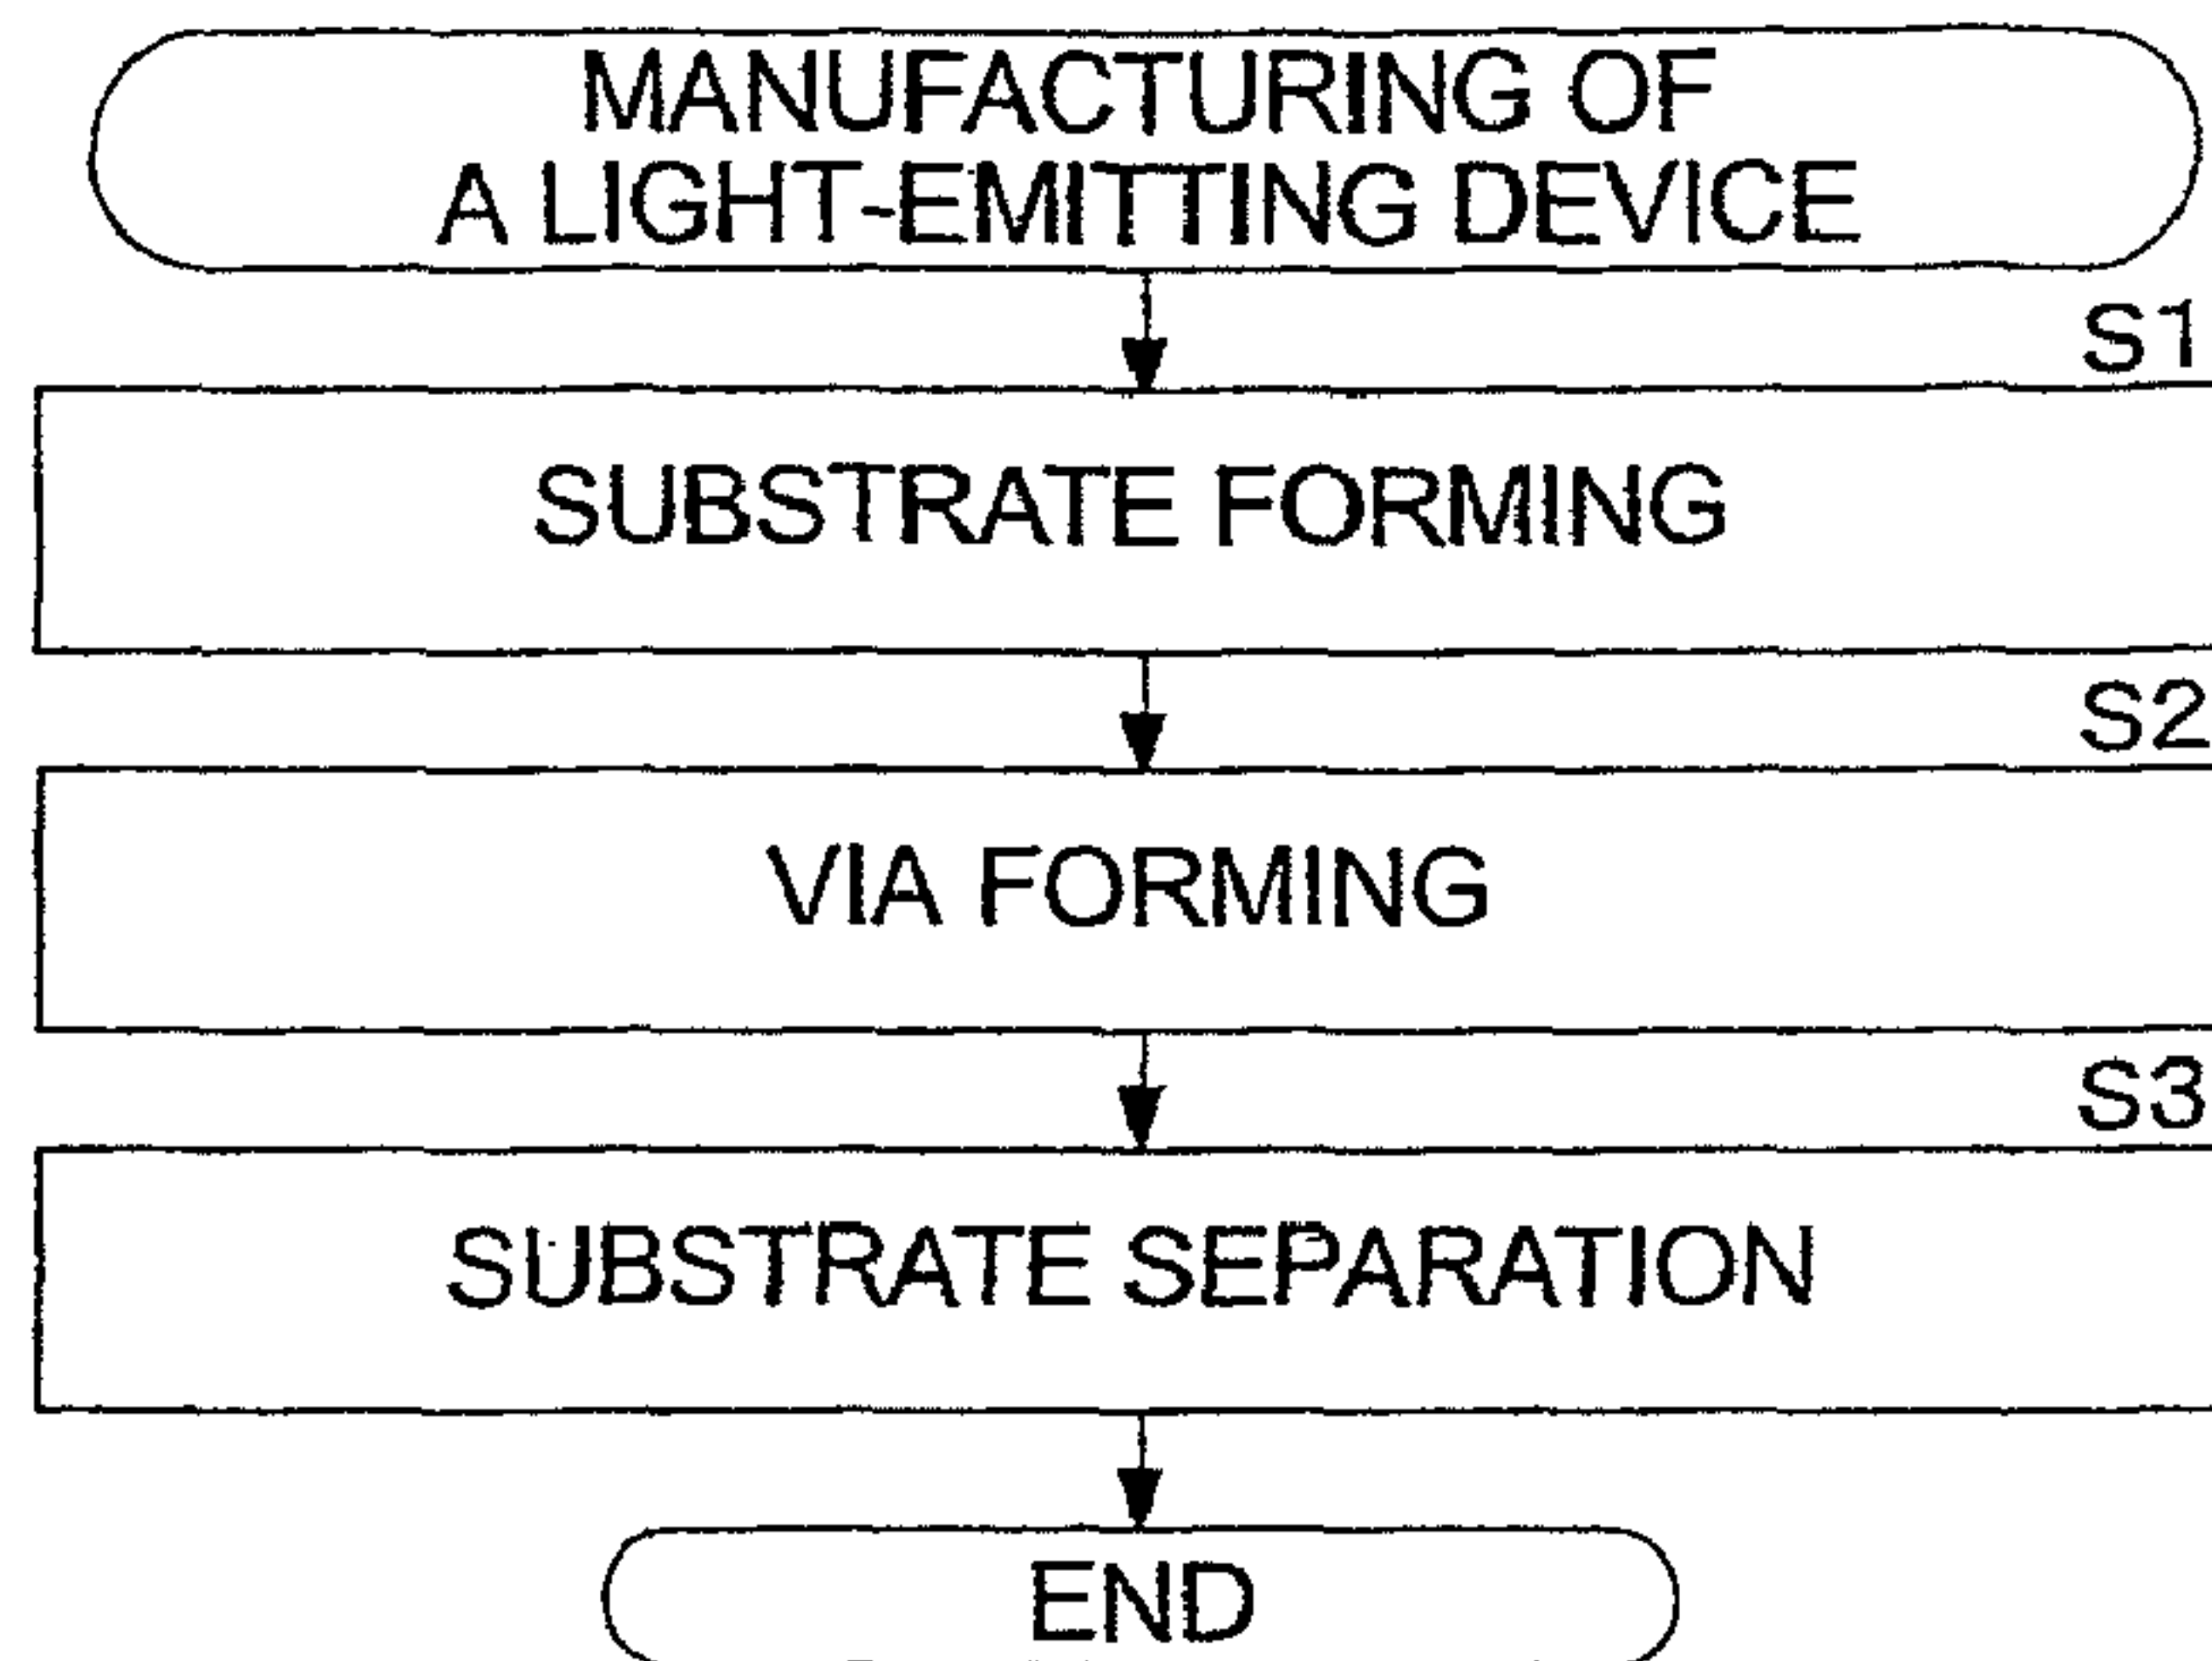 MANUFACTURING OF
A LIGHT-EMITTING DEVICE
S1
SUBSTRATE FORMING
S2
VIA FORMING
S3
SUBSTRATE SEPARATION
END